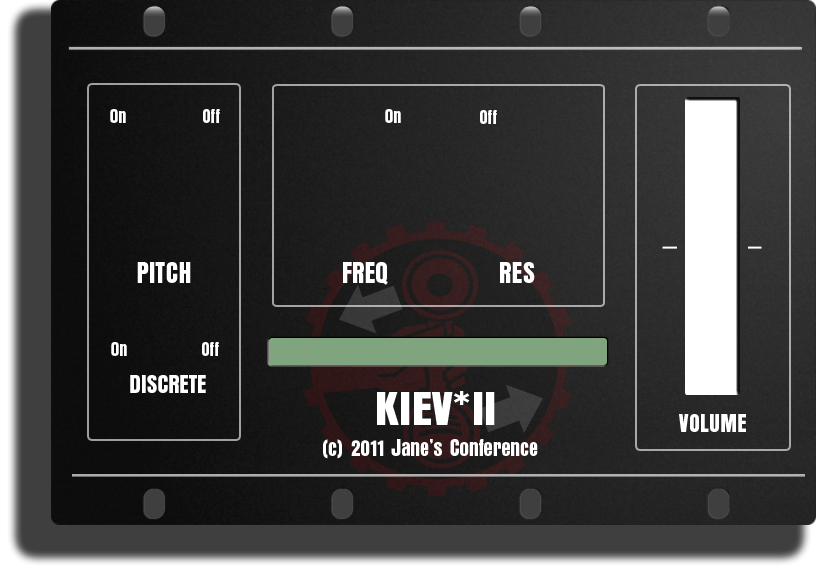 On Off
On Off
PITCH
FREQ RES
On Off
DISCRETE
KIEV*II
(c) 2011 Jane's Conference
VOLUME